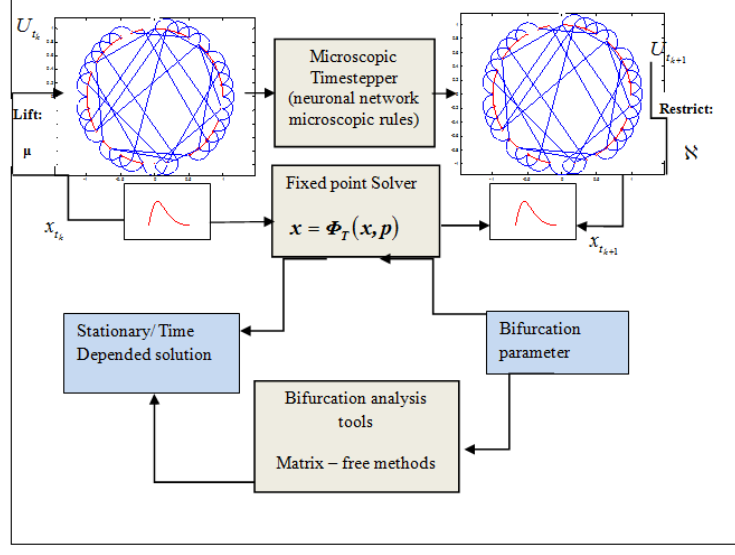 U_{t_k}
Microscopic
Timestepper
(neuronal network
microscopic rules)
U_{t_{k+1}}
Lift:
μ
Restrict:
ℵ
x_{t_k}
Fixed point Solver
x = Φ_T(x,p)
x_{t_{k+1}}
Stationary/ Time
Depended solution
Bifurcation
parameter
Bifurcation analysis
tools
Matrix – free methods